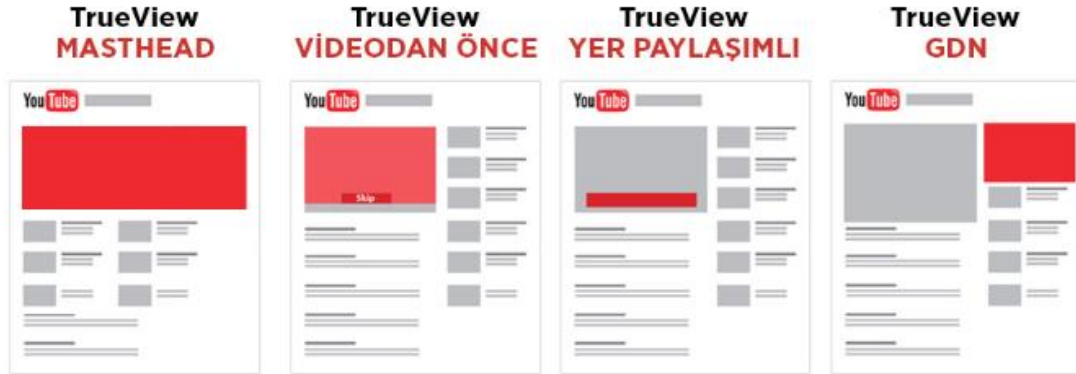 TrueView
MASTHEAD
TrueView
VİDEODAN ÖNCE
TrueView
YER PAYLAŞIMLI
TrueView
GDN
YouTube
YouTube
Skip
YouTube
YouTube